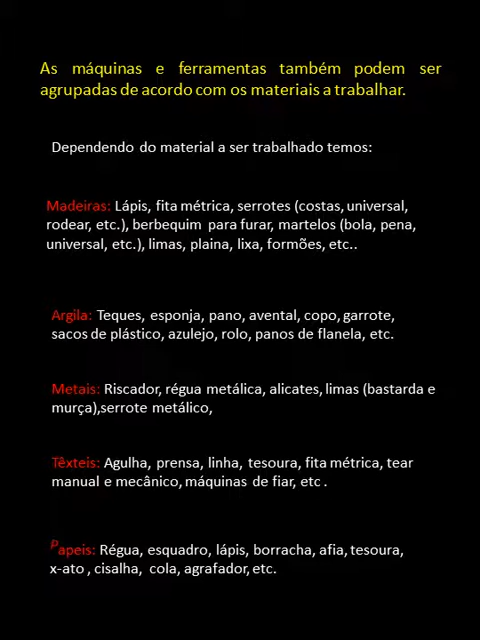 As máquinas e ferramentas também podem ser
agrupadas de acordo com os materiais a trabalhar.
Dependendo do material a ser trabalhado temos:
Madeiras: Lápis, fita métrica, serrotes (costas, universal,
rodear, etc.), berbequim para furar, martelos (bola, pena,
universal, etc.), limas, plaina, lixa, formões, etc..
Argila: Teques, esponja, pano, avental, copo, garrote,
sacos de plástico, azulejo, rolo, panos de flanela, etc.
Metais: Riscador, régua metálica, alicates, limas (bastarda e
murça),serrote metálico,
Têxteis: Agulha, prensa, linha, tesoura, fita métrica, tear
manual e mecânico, máquinas de fiar, etc .
Papeis: Régua, esquadro, lápis, borracha, afia, tesoura,
x-ato , cisalha, cola, agrafador, etc.